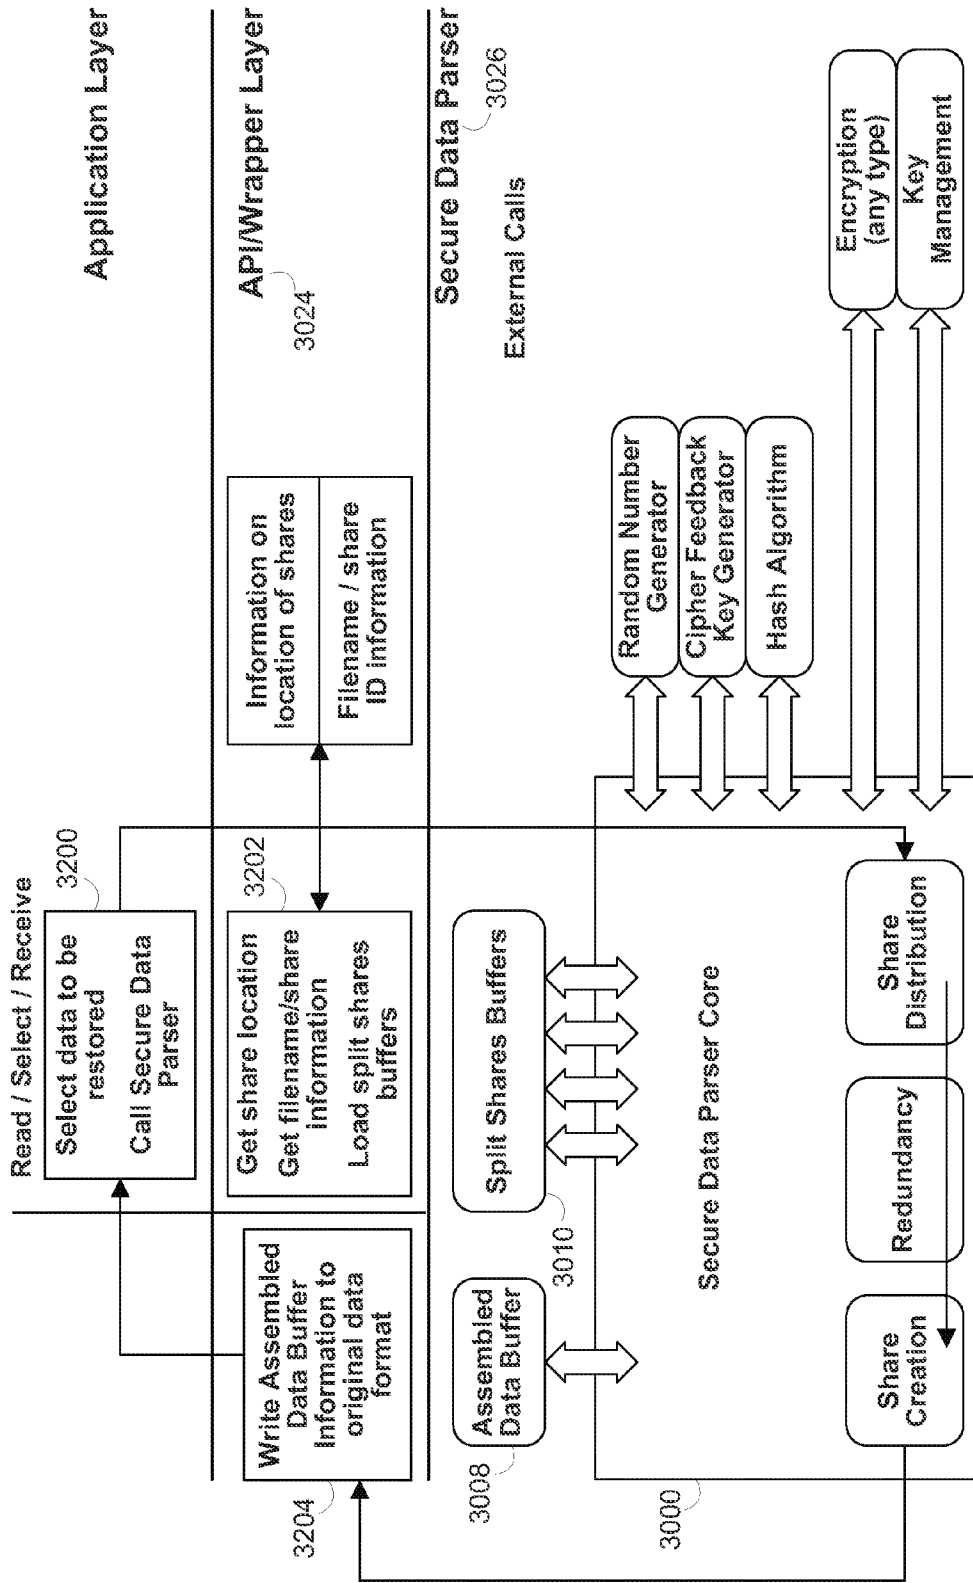 Read / Select / Receive
Application Layer
3200
Select data to be
restored
Call Secure Data
Parser
API/Wrapper Layer
3024
3204
Write Assembled
Data Buffer
Information to
original data
format
3202
Get share location
Get filename/share
information
Load split shares
buffers
Information on
location of shares
Filename / share
ID information
Secure Data Parser
3026
External Calls
3008
Assembled
Data Buffer
3010
Split Shares Buffers
3000
Secure Data Parser Core
Random Number
Generator
Cipher Feedback
Key Generator
Hash Algorithm
Encryption
(any type)
Key
Management
Share
Creation
Redundancy
Share
Distribution